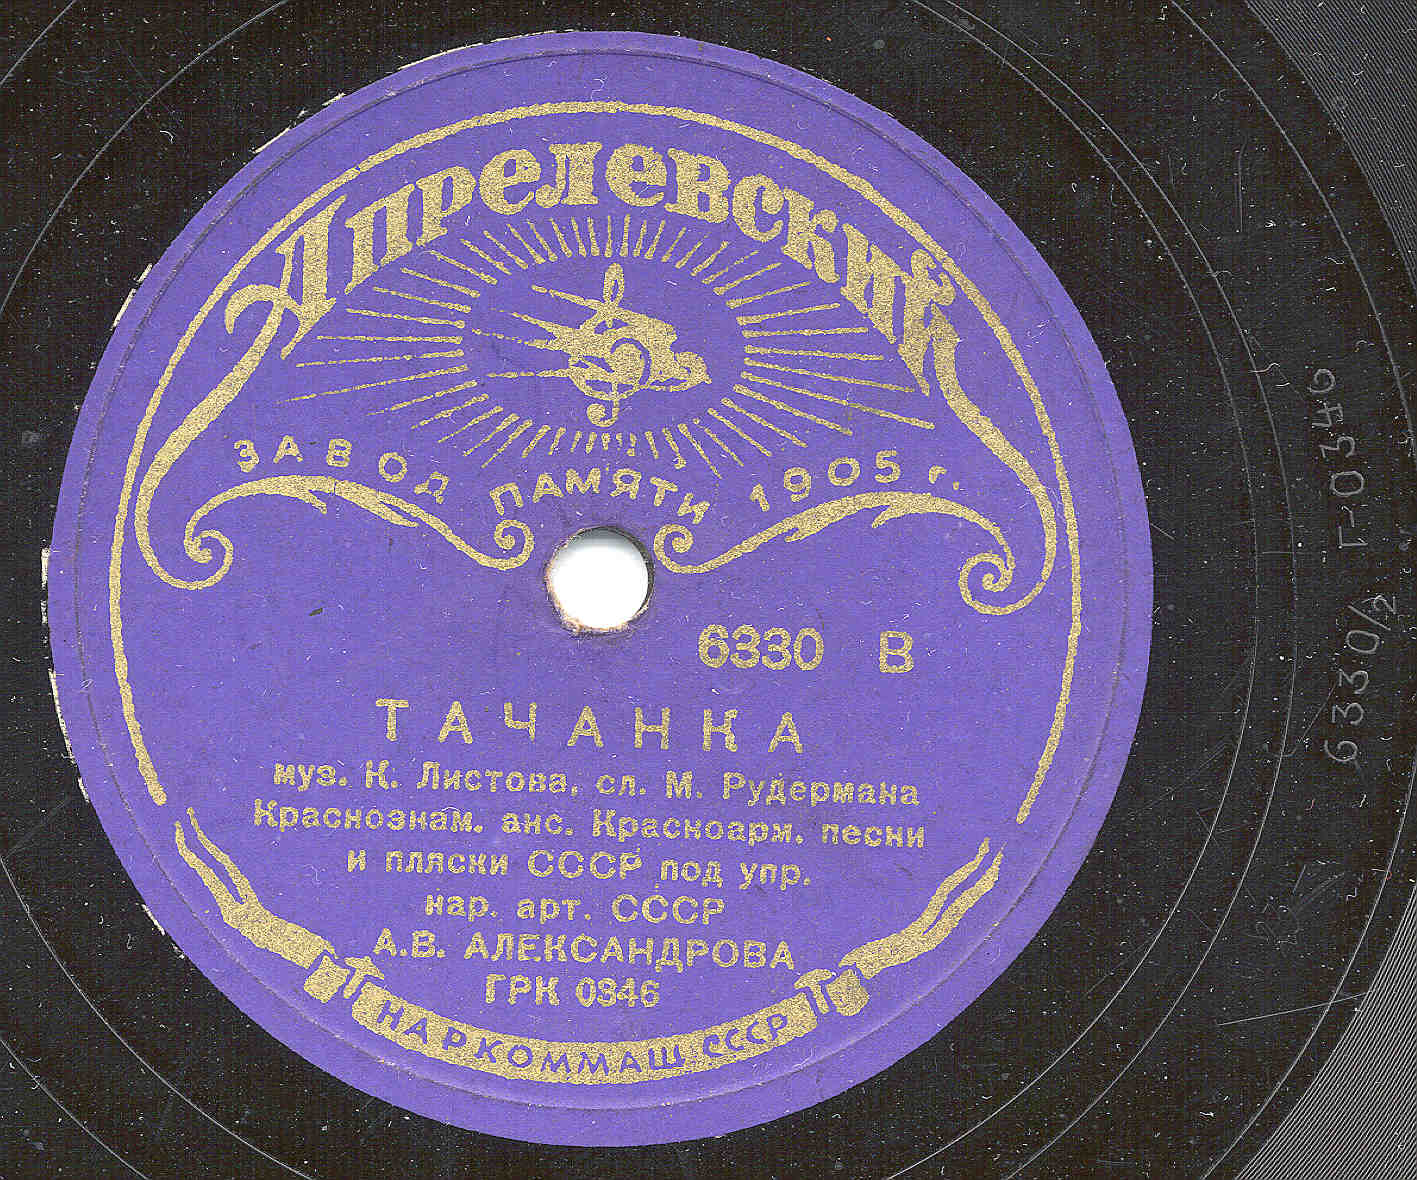 Апрелевский
ЗАВОД ПАМЯТИ 1905 г.
6330 В
ТАЧАНКА
муз. К. Листова, сл. М. Рудермана
Краснознам. анс. Красноарм. песни
и пляски СССР под упр.
нар. арт. СССР
А.В. АЛЕКСАНДРОВА
ГРК 0346
НАРКОММАШ СССР
6330/2 Г-0346